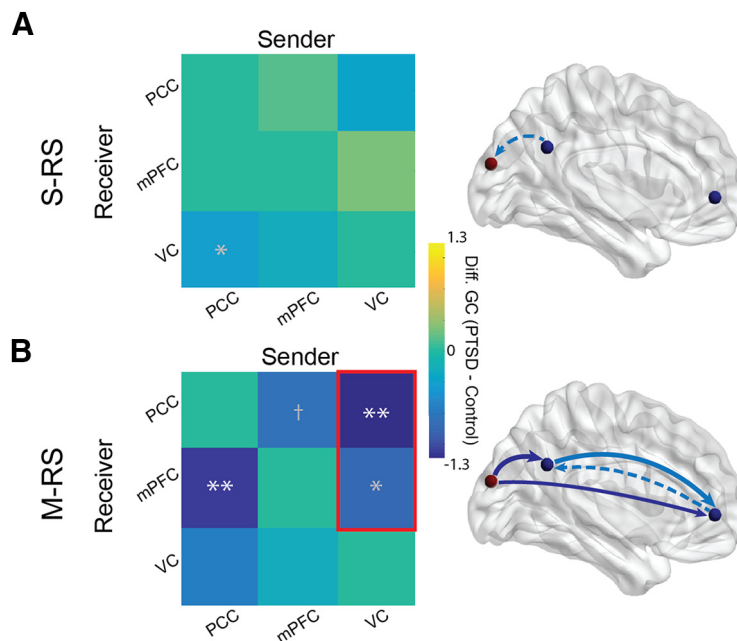 A
Sender
S-RS
Receiver
PCC
mPFC
VC
*
PCC
mPFC
VC
1.3
0
-1.3
Diff. GC (PTSD - Control)
B
Sender
M-RS
Receiver
PCC
†
**
mPFC
**
*
VC
PCC
mPFC
VC